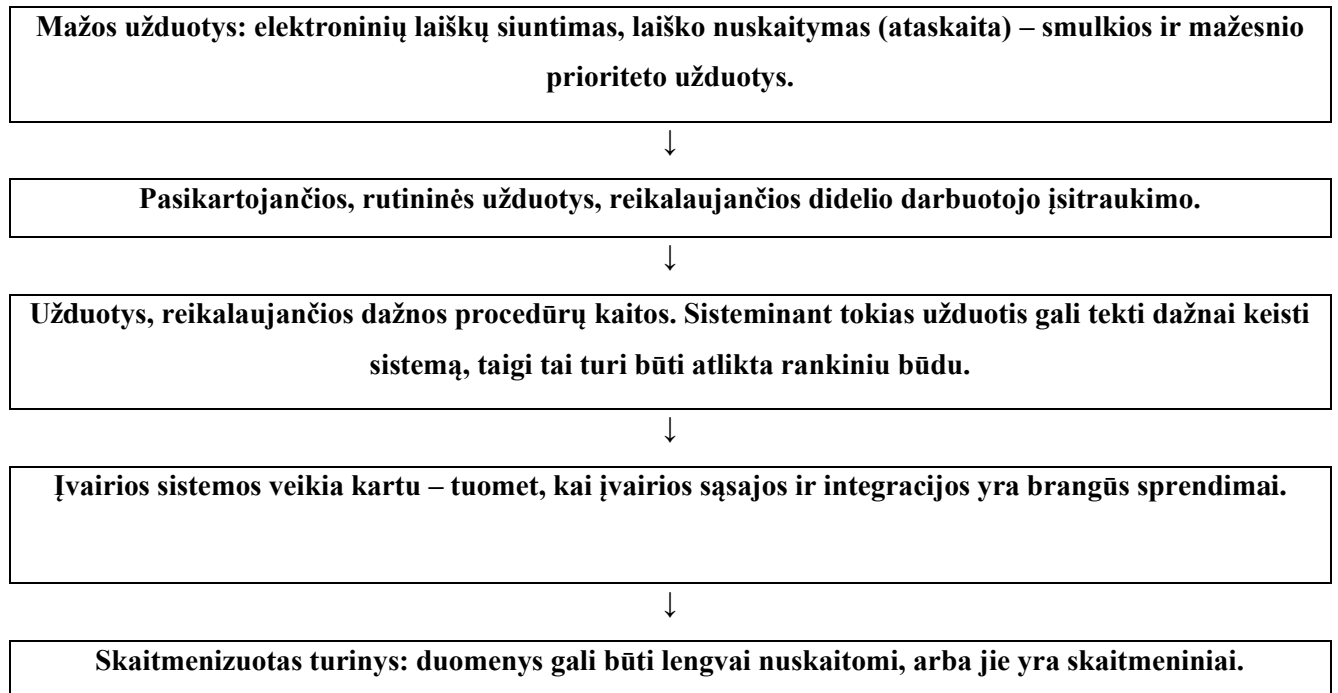 Mažos užduotys: elektroninių laiškų siuntimas, laiško nuskaitymas (ataskaita) – smulkios ir mažesnio
prioriteto užduotys.
↓
Pasikartojančios, rutininės užduotys, reikalaujančios didelio darbuotojo įsitraukimo.
↓
Užduotys, reikalaujančios dažnos procedūrų kaitos. Sisteminant tokias užduotis gali tekti dažnai keisti
sistemą, taigi tai turi būti atlikta rankiniu būdu.
↓
Įvairios sistemos veikia kartu – tuomet, kai įvairios sąsajos ir integracijos yra brangūs sprendimai.
↓
Skaitmenizuotas turinys: duomenys gali būti lengvai nuskaitomi, arba jie yra skaitmeniniai.